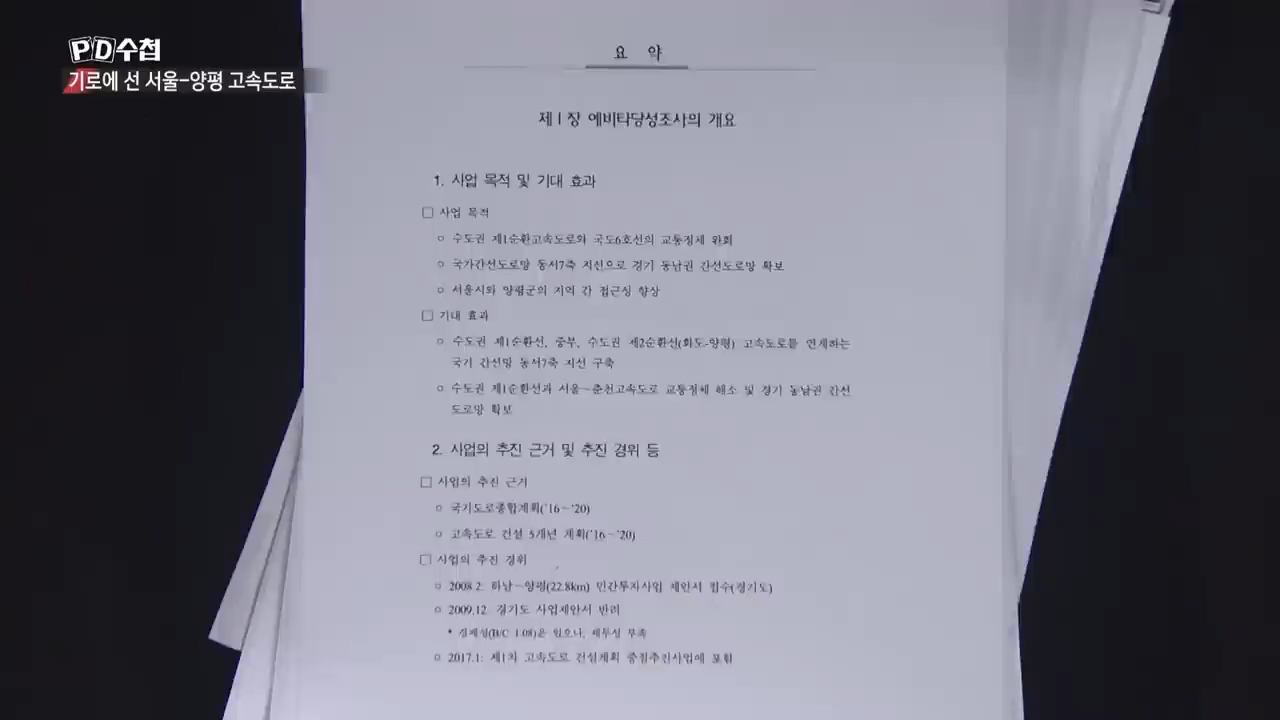 PD수첩
기로에 선 서울-양평 고속도로
요 약
제 1 장 예비타당성조사의 개요
1. 사업 목적 및 기대 효과
□ 사업 목적
○ 수도권 제1순환고속도로와 국도6호선의 교통정체 완화
○ 국가간선도로망 동서7축 지선으로 경기 동남권 간선도로망 확보
○ 서울시와 양평군의 지역 간 접근성 향상
□ 기대 효과
○ 수도권 제1순환선, 중부, 수도권 제2순환선(화도-양평) 고속도로를 연계하는
국가 간선망 동서7축 지선 구축
○ 수도권 제1순환선과 서울~춘천고속도로 교통정체 해소 및 경기 동남권 간선
도로망 확보
2. 사업의 추진 근거 및 추진 경위 등
□ 사업의 추진 근거
○ 국가도로종합계획('16~'20)
○ 고속도로 건설 5개년 계획('16~'20)
□ 사업의 추진 경위
○ 2008.2: 하남~양평(22.8km) 민간투자사업 제안서 접수(경기도)
○ 2009.12: 경기도 사업제안서 반려
* 경제성(B/C 1.08)은 있으나, 재무성 부족
○ 2017.1: 제1차 고속도로 건설계획 중점추진사업에 포함